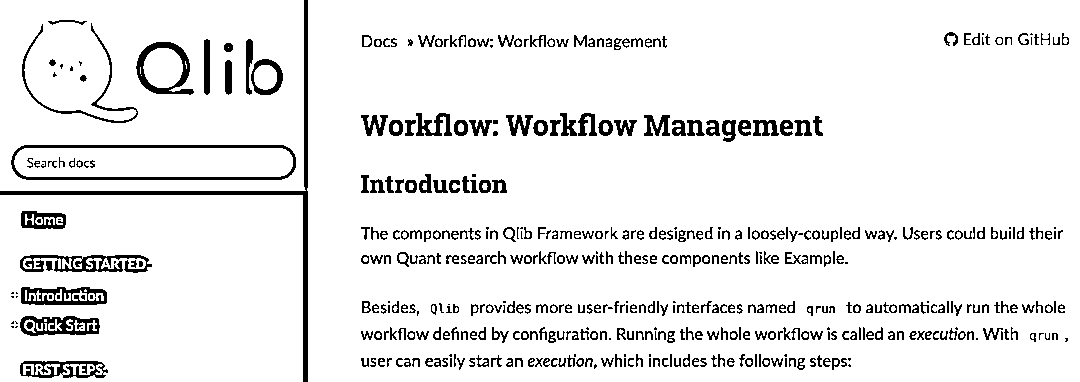 Qlib
Search docs
Home
GETTING STARTED:
Introduction
Quick Start
FIRST STEPS:
Docs » Workflow: Workflow Management
Edit on GitHub
Workflow: Workflow Management
Introduction
The components in Qlib Framework are designed in a loosely-coupled way. Users could build their
own Quant research workflow with these components like Example.
Besides, Qlib provides more user-friendly interfaces named qrun to automatically run the whole
workflow defined by configuration. Running the whole workflow is called an execution. With qrun ,
user can easily start an execution, which includes the following steps: